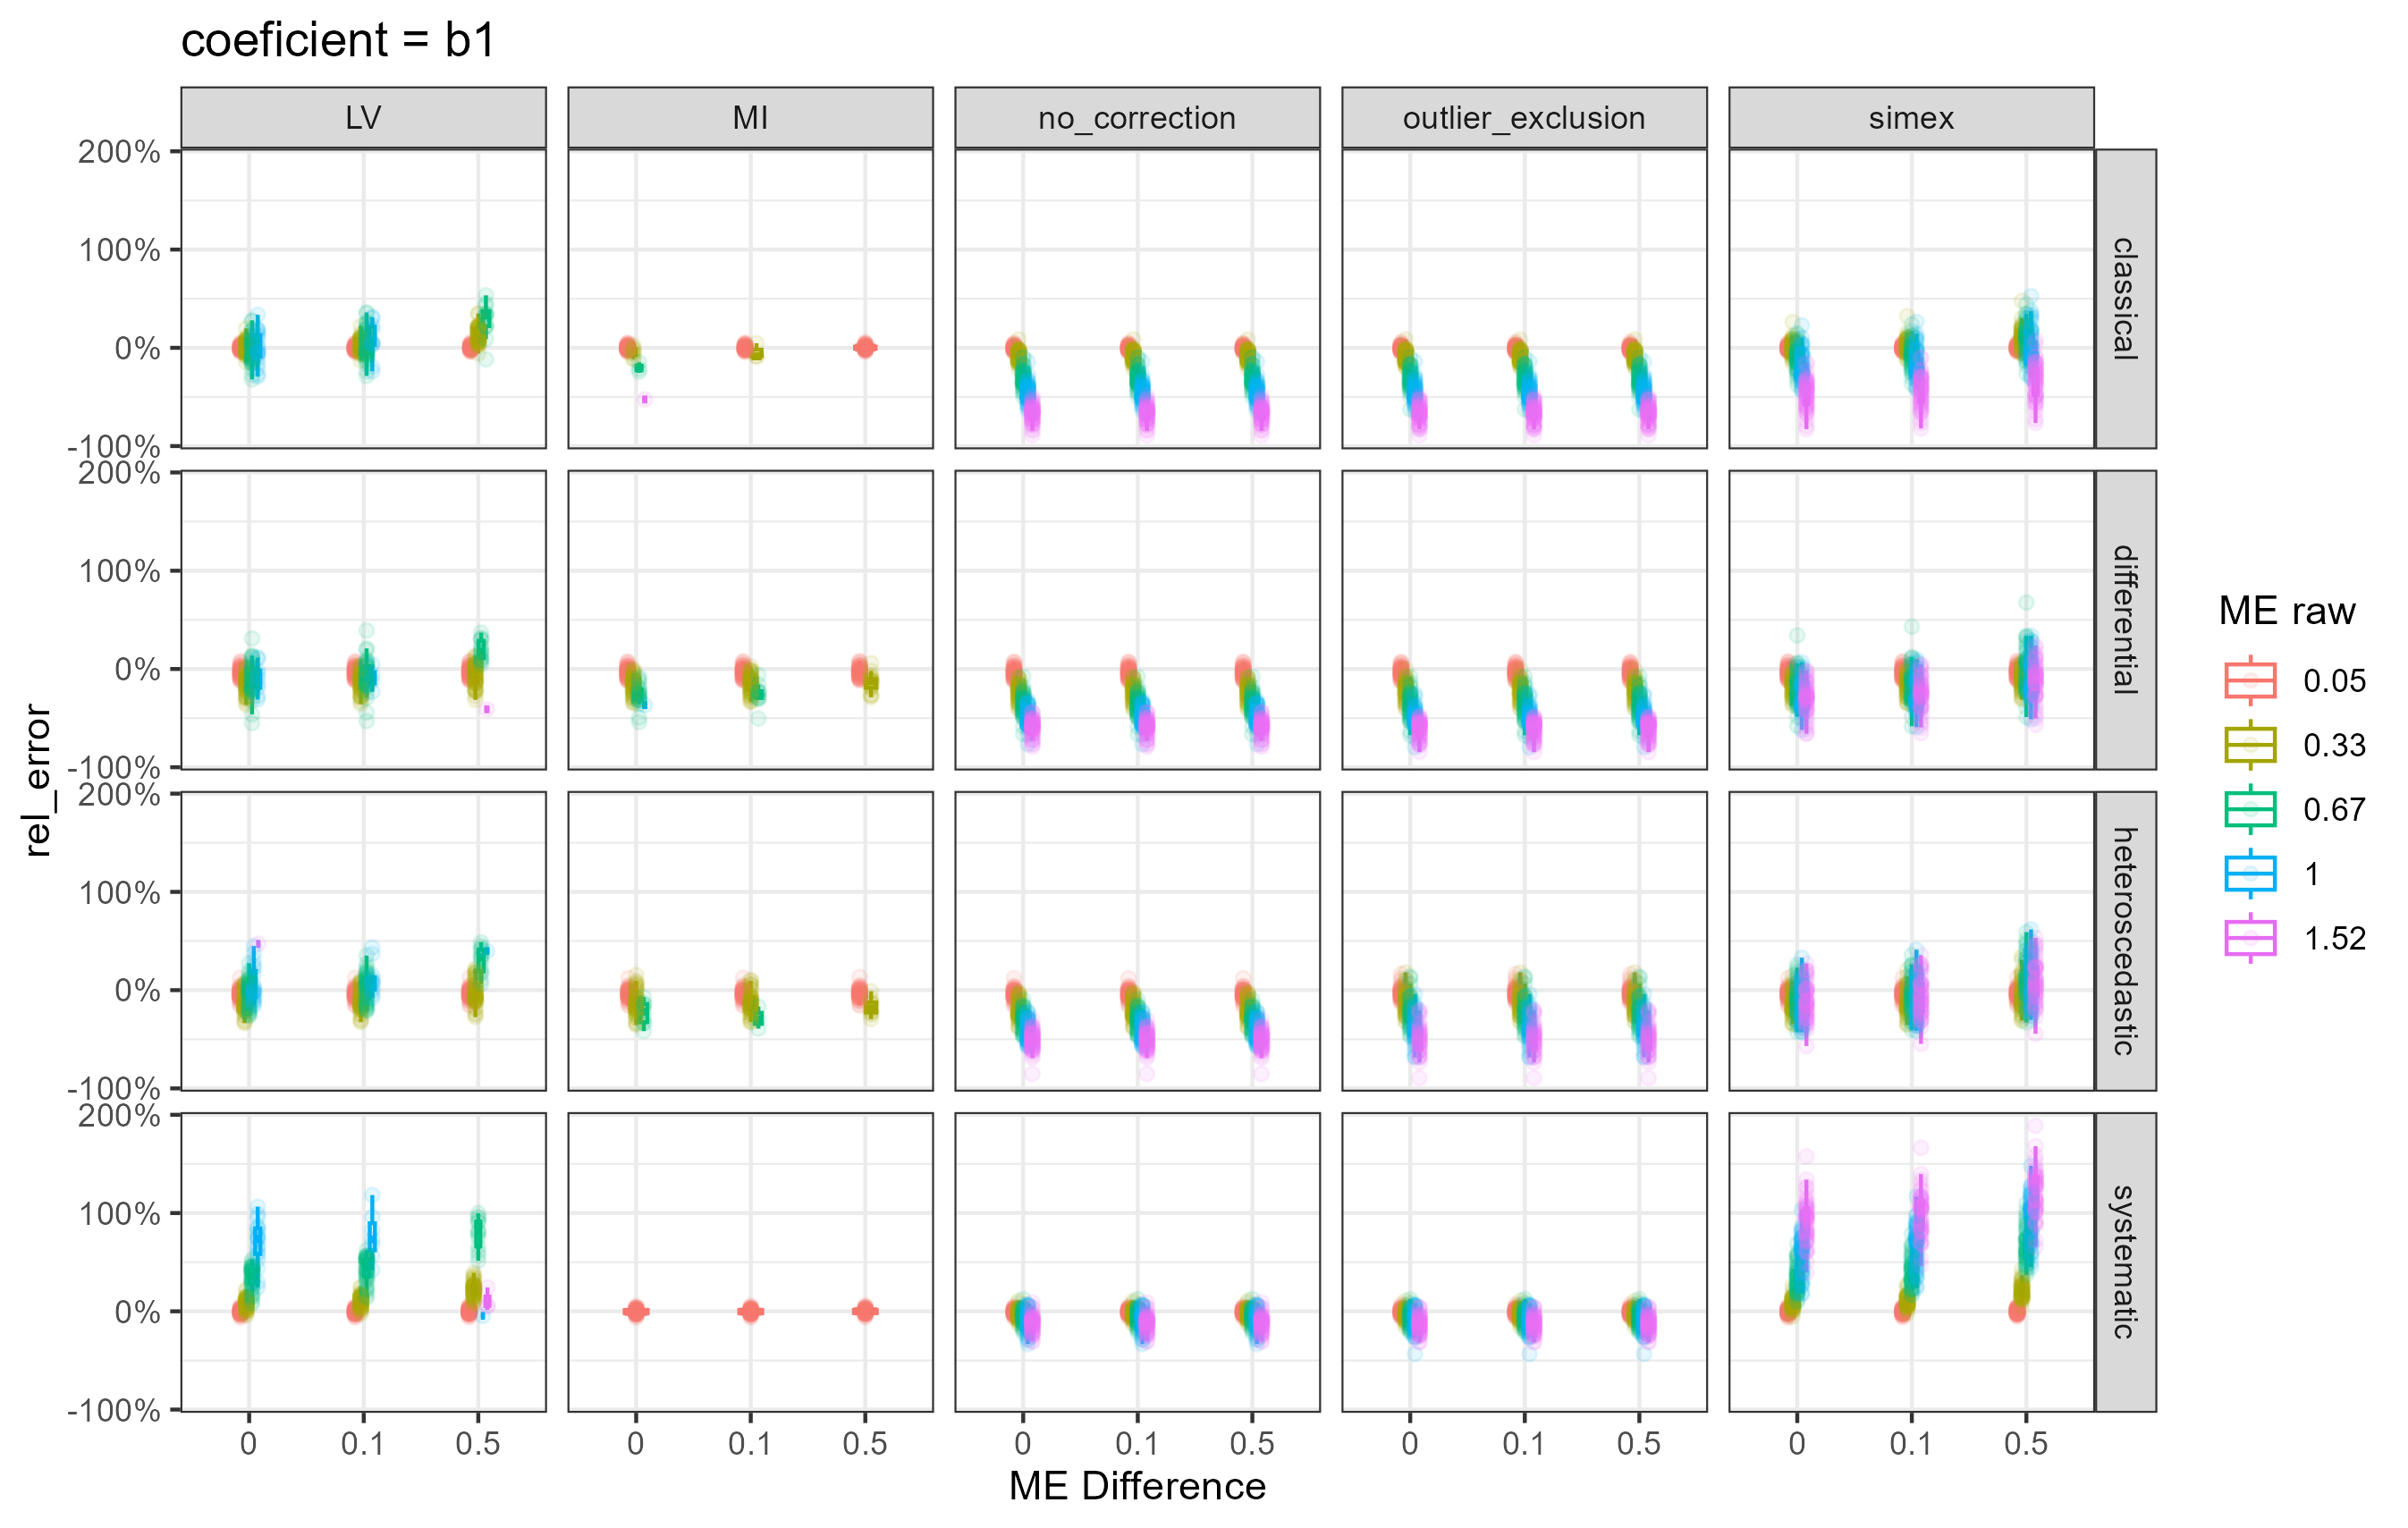 coeficient = b1
LV
MI
no_correction
outlier_exclusion
simex
200%
100%
0%
-100%
classical
200%
100%
0%
-100%
differential
200%
100%
0%
-100%
heteroscedastic
200%
100%
0%
-100%
systematic
rel_error
0
0.1
0.5
0
0.1
0.5
0
0.1
0.5
0
0.1
0.5
0
0.1
0.5
ME Difference
ME raw
0.05
0.33
0.67
1
1.52